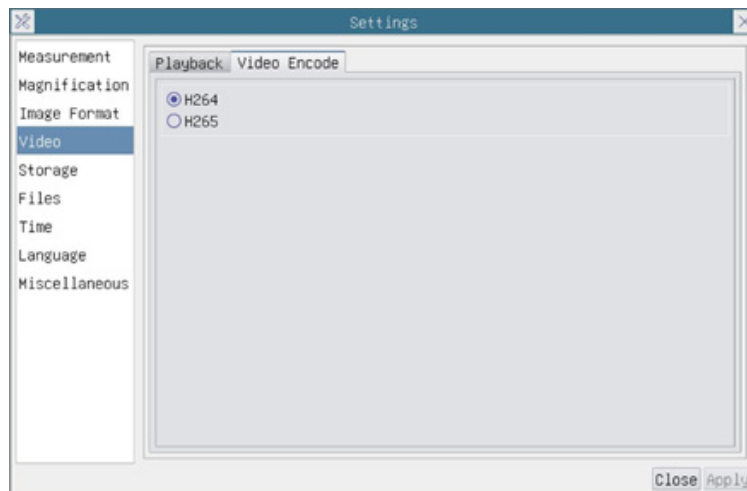 Settings
Measurement
Magnification
Image Format
Video
Storage
Files
Time
Language
Miscellaneous
Playback Video Encode
H264
H265
Close Apply